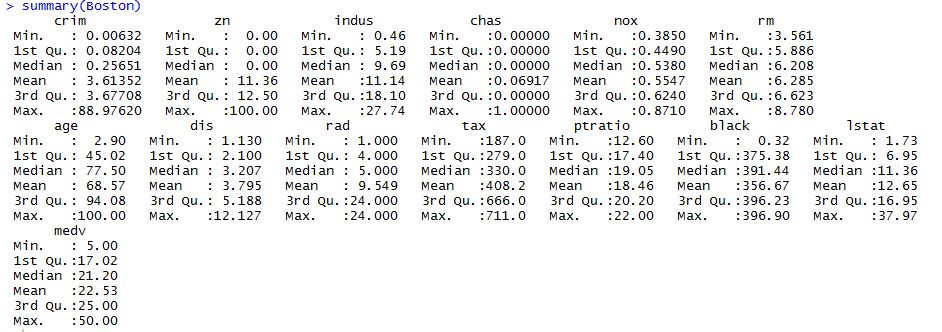 > summary(Boston)
      crim                zn             indus            chas              nox               rm
 Min.   : 0.00632   Min.   :  0.00   Min.   : 0.46   Min.   :0.00000   Min.   :0.3850   Min.   :3.561
 1st Qu.: 0.08204   1st Qu.:  0.00   1st Qu.: 5.19   1st Qu.:0.00000   1st Qu.:0.4490   1st Qu.:5.886
 Median : 0.25651   Median :  0.00   Median : 9.69   Median :0.00000   Median :0.5380   Median :6.208
 Mean   : 3.61352   Mean   : 11.36   Mean   :11.14   Mean   :0.06917   Mean   :0.5547   Mean   :6.285
 3rd Qu.: 3.67708   3rd Qu.: 12.50   3rd Qu.:18.10   3rd Qu.:0.00000   3rd Qu.:0.6240   3rd Qu.:6.623
 Max.   :88.97620   Max.   :100.00   Max.   :27.74   Max.   :1.00000   Max.   :0.8710   Max.   :8.780
      age              dis              rad              tax           ptratio          black            lstat
 Min.   :  2.90   Min.   : 1.130   Min.   : 1.000   Min.   :187.0   Min.   :12.60   Min.   :  0.32   Min.   : 1.73
 1st Qu.: 45.02   1st Qu.: 2.100   1st Qu.: 4.000   1st Qu.:279.0   1st Qu.:17.40   1st Qu.:375.38   1st Qu.: 6.95
 Median : 77.50   Median : 3.207   Median : 5.000   Median :330.0   Median :19.05   Median :391.44   Median :11.36
 Mean   : 68.57   Mean   : 3.795   Mean   : 9.549   Mean   :408.2   Mean   :18.46   Mean   :356.67   Mean   :12.65
 3rd Qu.: 94.08   3rd Qu.: 5.188   3rd Qu.:24.000   3rd Qu.:666.0   3rd Qu.:20.20   3rd Qu.:396.23   3rd Qu.:16.95
 Max.   :100.00   Max.   :12.127   Max.   :24.000   Max.   :711.0   Max.   :22.00   Max.   :396.90   Max.   :37.97
      medv
 Min.   : 5.00
 1st Qu.:17.02
 Median :21.20
 Mean   :22.53
 3rd Qu.:25.00
 Max.   :50.00